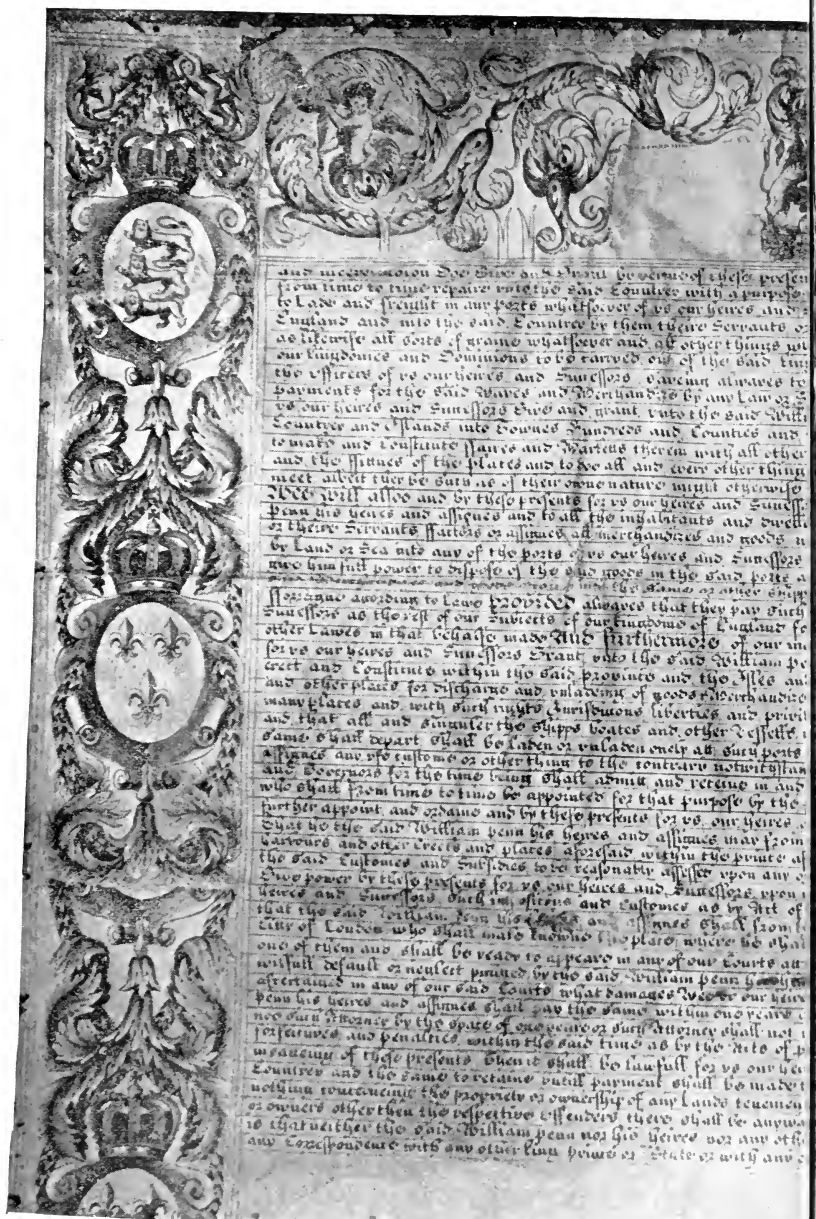 and meere motion Doe Give and Grant by vertue of these presen
from time to time repaire unto the said Countrey with a purpose
to Lade and freight in our ports whatsoever of us our heires and
England and into the said Countrey by them theire Servants or
as likewise all sorts of graine whatsoever and all other things
our Kingdomes and Dominions to be carryed out of the said
the Officers of us our heires and Successors payeing alwayes
payments for the said Wares and Merchandizes by any Law or
us our heires and Successors Give and grant unto the said Willi
Countrey and Islands into Townes Hundreds and Counties and
to make and Constitute ffaires and Markets therein with all other
and the of the places and to doe all and every other thing
meet albeit they be such as of their owne nature might otherwise
Wee Will alsoe and by these presents for us our heires and Success
Penn his heires and assignes and to all the inhabitants and dwell
or theire Servants ffactors or assignes all merchandizes and goods
by Land or Sea into any of the ports of us our heires and Successors
give him full power to dispose of the said goods in the said ports
and goods with the same or other shipp
according to Lawe Provided alwayes that they pay such
Successors as the rest of our Subjects of our Kingdome of England
other Lawes in that behalfe made And furthermore of our
for us our heires and Successors Grant unto the said William Pe
erect and Constitute within the said province and the Isles
and other places for discharge and unladeing of goods & Merchandize
many places and with such rights Jurisdictions liberties and privil
and that all and singuler the Shipps boates and other Vessells
same shall depart shall be laden or unladen onely att such ports
assignes any use custome or other thing to the contrary notwithstan
and Governors for the time being shall admitt and receive in and
who shall from time to time be appointed for that purpose by the
further appoint and ordaine and by these presents for us our heires
That he the said William Penn his heires and assignes may from
harbours and other Creeks and places aforesaid within the
the said Customes and Subsidies to be reasonably assessed upon any
Give power by these presents for us our heires and Successors upon
heires and Successors such impositions and customes as by Act of
that the said William Penn his and assignes shall from
City of London who shall make knowne the place where he shal
one of them and shall be ready to appeare in any of our Courts att
wilfull default or neglect by the said William Penn
ascertained in any of our said Courts what damages Wee or our heire
Penn his heires and assignes shall pay the same within one yeare
noe such Attorney by the space of one yeare or such Attorney shall not
forfeitures and penalties within the said time as by the Acts of
meaneing of these presents Then it shall be lawfull for us our hei
Countrey and the same to retaine untill payment shall be made
nothing concerneing the propriety or ownership of any Lands tenemen
or owners other then the respective Offenders there shall be anyway
is that neither the said William Penn nor his heires nor any oth
any Correspondence with any other King prince or State or with any